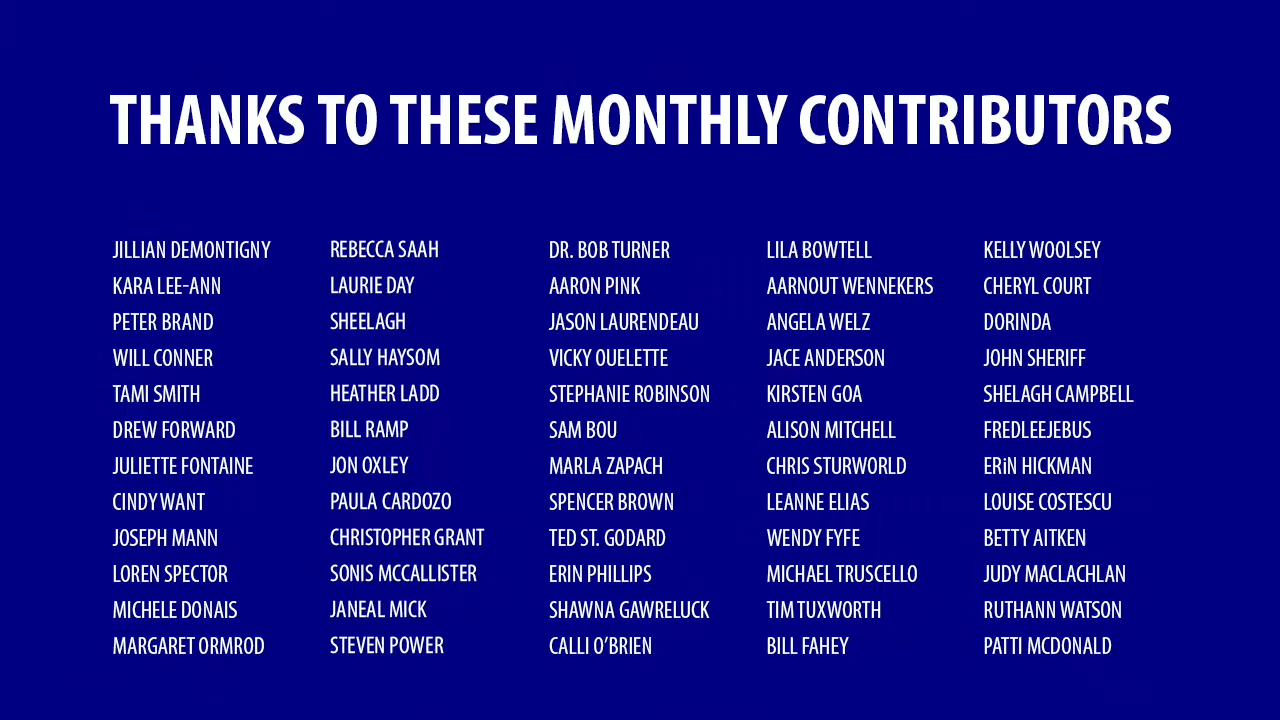 THANKS TO THESE MONTHLY CONTRIBUTORS
JILLIAN DEMONTIGNY
KARA LEE-ANN
PETER BRAND
WILL CONNER
TAMI SMITH
DREW FORWARD
JULIETTE FONTAINE
CINDY WANT
JOSEPH MANN
LOREN SPECTOR
MICHELE DONAIS
MARGARET ORMROD
REBECCA SAAH
LAURIE DAY
SHEELAGH
SALLY HAYSOM
HEATHER LADD
BILL RAMP
JON OXLEY
PAULA CARDOZO
CHRISTOPHER GRANT
SONIS MCCALLISTER
JANEAL MICK
STEVEN POWER
DR. BOB TURNER
AARON PINK
JASON LAURENDEAU
VICKY OUELETTE
STEPHANIE ROBINSON
SAM BOU
MARLA ZAPACH
SPENCER BROWN
TED ST. GODARD
ERIN PHILLIPS
SHAWNA GAWRELUCK
CALLI O’BRIEN
LILA BOWTELL
AARNOUT WENNEKERS
ANGELA WELZ
JACE ANDERSON
KIRSTEN GOA
ALISON MITCHELL
CHRIS STURWORLD
LEANNE ELIAS
WENDY FYFE
MICHAEL TRUSCELLO
TIM TUXWORTH
BILL FAHEY
KELLY WOOLSEY
CHERYL COURT
DORINDA
JOHN SHERIFF
SHELAGH CAMPBELL
FREDLEEJEBUS
ERiN HICKMAN
LOUISE COSTESCU
BETTY AITKEN
JUDY MACLACHLAN
RUTHANN WATSON
PATTI MCDONALD